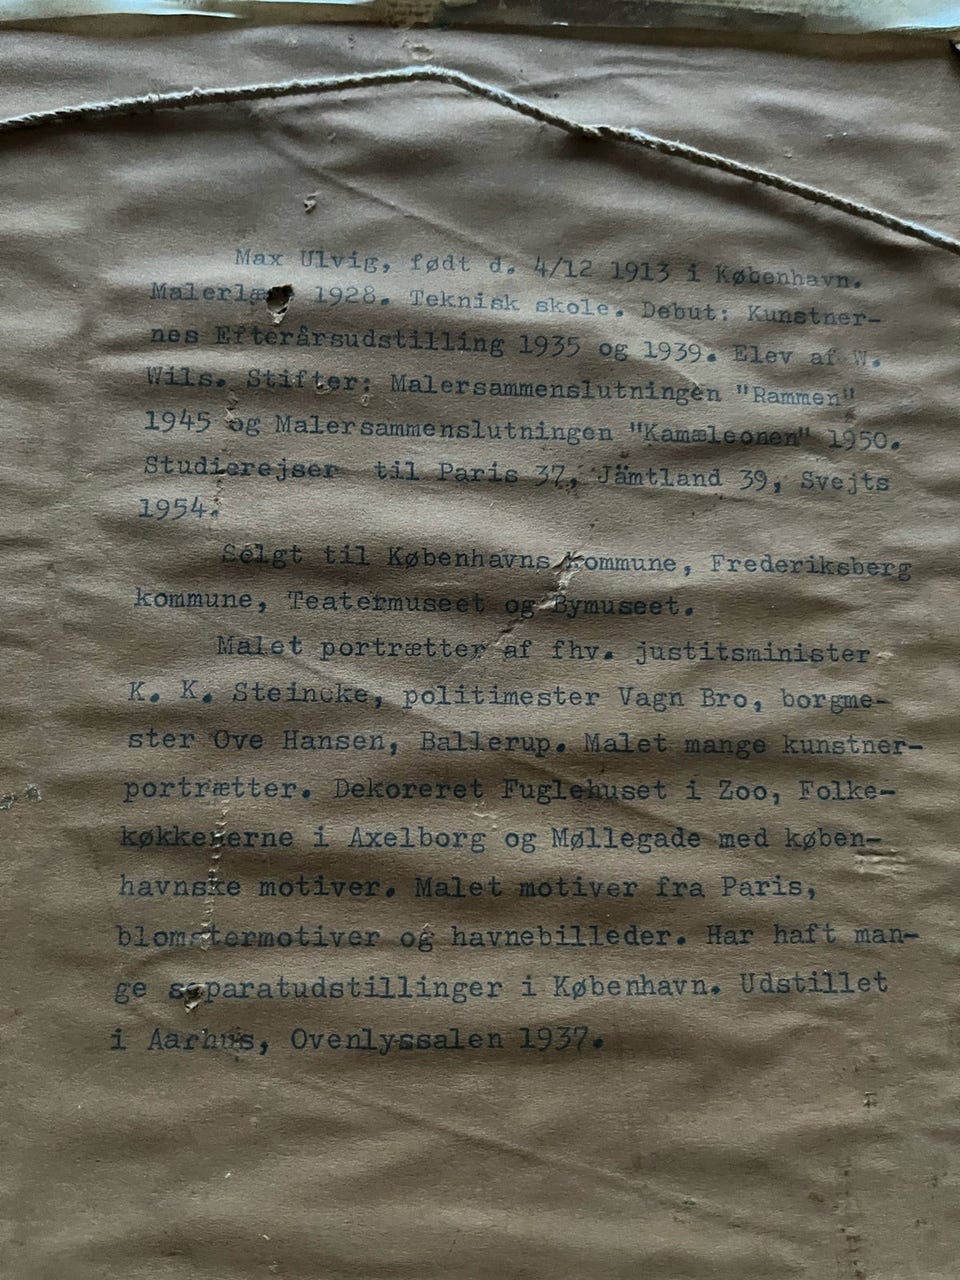 Max Ulvig, født d. 4/12 1913 i København.
1928. Teknisk skole. Debut: Kunstner-
nes Efterårsudstilling 1935 og 1939. Elev af W.
Wils. Stifter: Malersammenslutningen "Rammen"
1945 og Malersammenslutningen "Kamæleonen" 1950.
Studierejser til Paris 37, Jämtland 39, Svejts
1954.
Solgt til Københavns kommune, Frederiksberg
kommune, Teatermuseet og Bymuseet.
Malet portrætter af fhv. justitsminister
K. K. Steincke, politimester Vagn Bro, borgme-
ster Ove Hansen, Ballerup. Malet mange kunstner-
portrætter. Dekoreret Fuglehuset i Zoo, Folke-
køkkenerne i Axelborg og Møllegade med køben-
havnske motiver. Malet motiver fra Paris,
blomstermotiver og havnebilleder. Har haft man-
ge separatudstillinger i København. Udstillet
i Aarhus, Ovenlyssalen 1937.